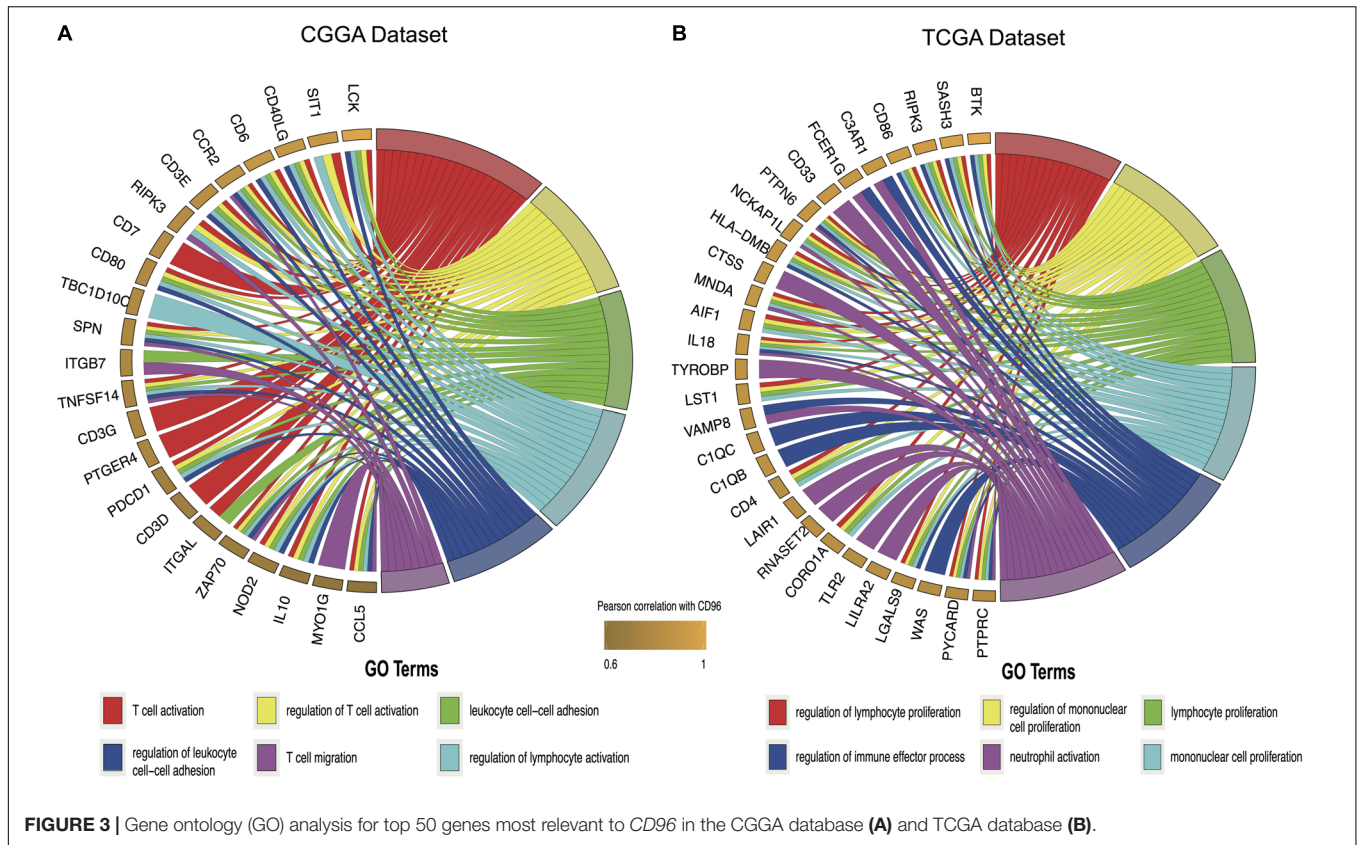 A
CGGA Dataset
LCK
SIT1
CD40LG
CD6
CCR2
CD3E
RIPK3
CD7
CD80
TBC1D10C
SPN
ITGB7
TNFSF14
CD3G
PTGER4
PDCD1
CD3D
ITGAL
ZAP70
NOD2
IL10
MYO1G
CCL5
GO Terms
T cell activation
regulation of T cell activation
leukocyte cell-cell adhesion
regulation of leukocyte
cell-cell adhesion
T cell migration
regulation of lymphocyte activation
Pearson correlation with CD96
0.6
1
B
TCGA Dataset
BTK
SASH3
RIPK3
CD86
C3AR1
FCER1G
CD33
PTPN6
NCKAP1L
HLA-DMB
CTSS
MNDA
AIF1
IL18
TYROBP
LST1
VAMP8
C1QC
C1QB
CD4
LAIR1
RNASET2
CORO1A
TLR2
LILRA2
LGALS9
WAS
PYCARD
PTPRC
GO Terms
regulation of lymphocyte proliferation
regulation of mononuclear
cell proliferation
lymphocyte proliferation
regulation of immune effector process
neutrophil activation
mononuclear cell proliferation
FIGURE 3 | Gene ontology (GO) analysis for top 50 genes most relevant to CD96 in the CGGA database (A) and TCGA database (B).